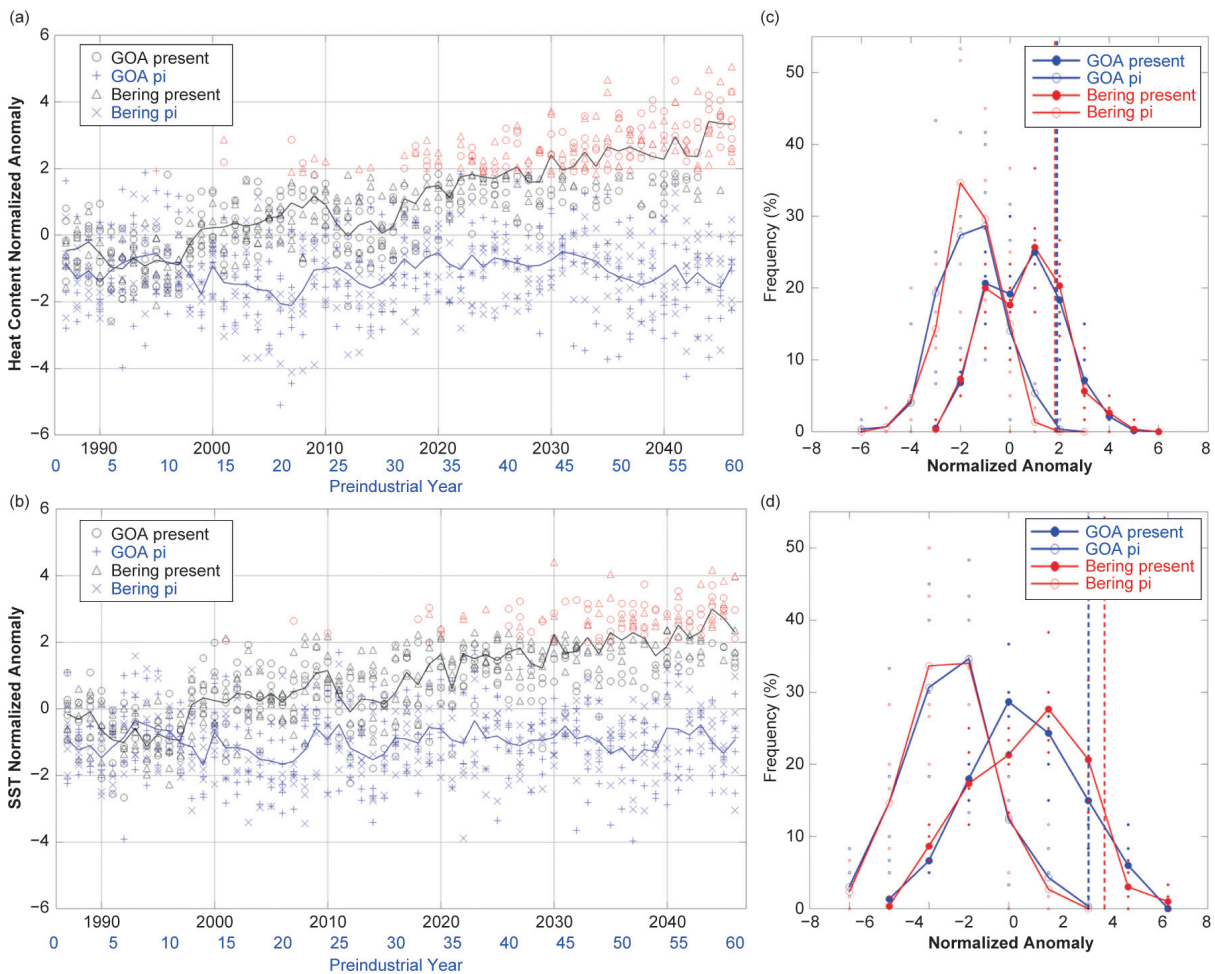 (a)
6
4
2
0
−2
−4
−6
Heat Content Normalized Anomaly
GOA present
GOA pi
Bering present
Bering pi
1990 2000 2010 2020 2030 2040
0 5 10 15 20 25 30 35 40 45 50 55 60
Preindustrial Year
(c)
50
40
30
20
10
0
Frequency (%)
GOA present
GOA pi
Bering present
Bering pi
−8 −6 −4 −2 0 2 4 6 8
Normalized Anomaly
(b)
6
4
2
0
−2
−4
−6
SST Normalized Anomaly
GOA present
GOA pi
Bering present
Bering pi
1990 2000 2010 2020 2030 2040
0 5 10 15 20 25 30 35 40 45 50 55 60
Preindustrial Year
(d)
50
40
30
20
10
0
Frequency (%)
GOA present
GOA pi
Bering present
Bering pi
−8 −6 −4 −2 0 2 4 6 8
Normalized Anomaly